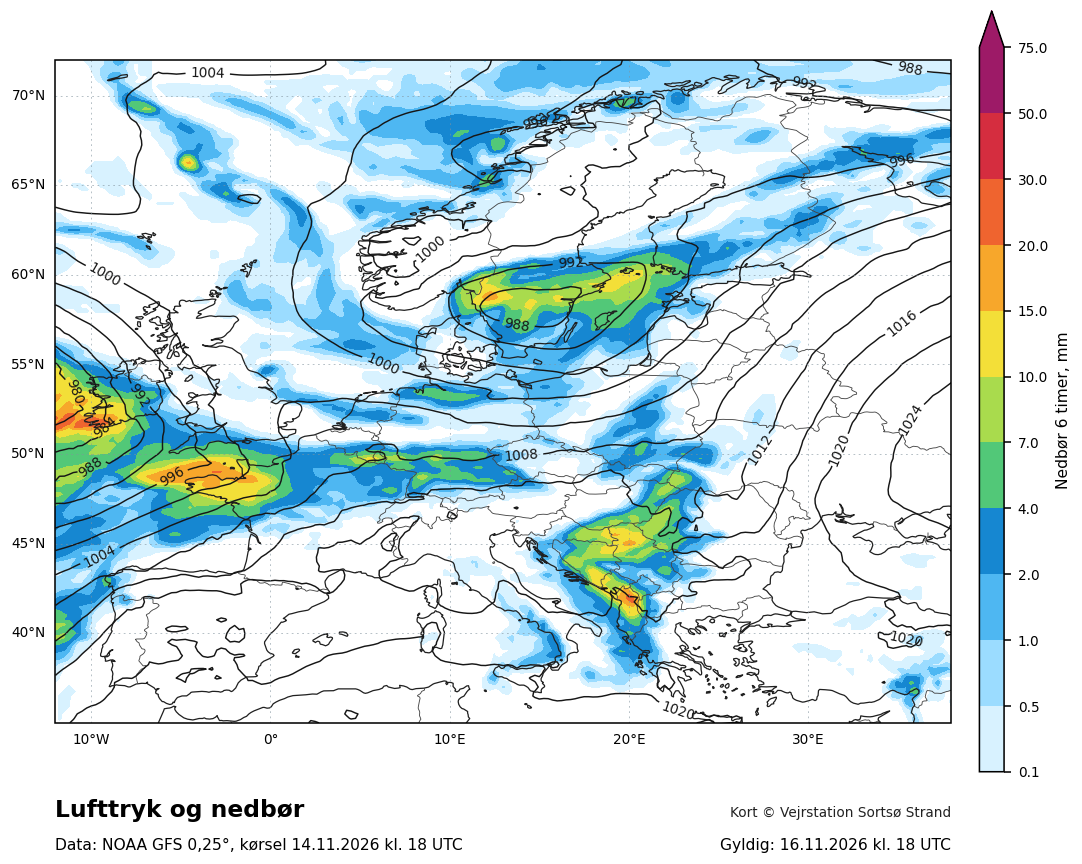 1004
988
992
70°N
996
996
65°N
1000
60°N
1000
992
988
1016
55°N
1000
980
992
984
1024
50°N
1012
1020
988
996
1008
45°N
1004
40°N
1020
1020
10°W
0°
10°E
20°E
30°E
75.0
50.0
30.0
20.0
15.0
10.0
7.0
4.0
2.0
1.0
0.5
0.1
Nedbør 6 timer, mm
Lufttryk og nedbør
Kort © Vejrstation Sortsø Strand
Data: NOAA GFS 0,25°, kørsel 14.11.2026 kl. 18 UTC
Gyldig: 16.11.2026 kl. 18 UTC